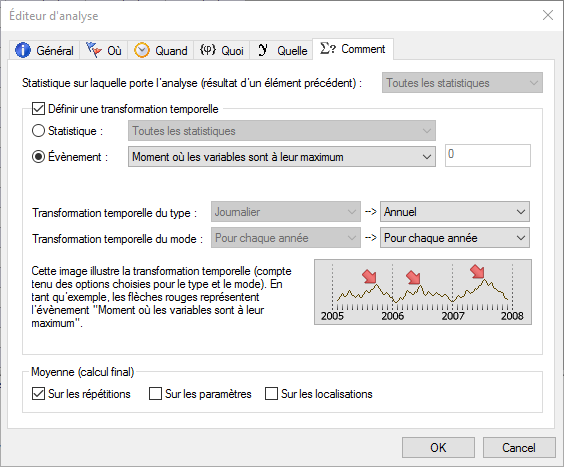 Éditeur d'analyse
Général
Où
Quand
{φ} Quoi
y Quelle
Σ? Comment
Statistique sur laquelle porte l'analyse (résultat d'un élément précédent) : Toutes les statistiques
Définir une transformation temporelle
Statistique : Toutes les statistiques
Évènement : Moment où les variables sont à leur maximum 0
Transformation temporelle du type : Journalier --> Annuel
Transformation temporelle du mode : Pour chaque année --> Pour chaque année
Cette image illustre la transformation temporelle (compte
tenu des options choisies pour le type et le mode). En
tant qu'exemple, les flèches rouges représentent
l'évènement "Moment où les variables sont à leur
maximum".
2005 2006 2007 2008
Moyenne (calcul final)
Sur les répétitions Sur les paramètres Sur les localisations
OK Cancel